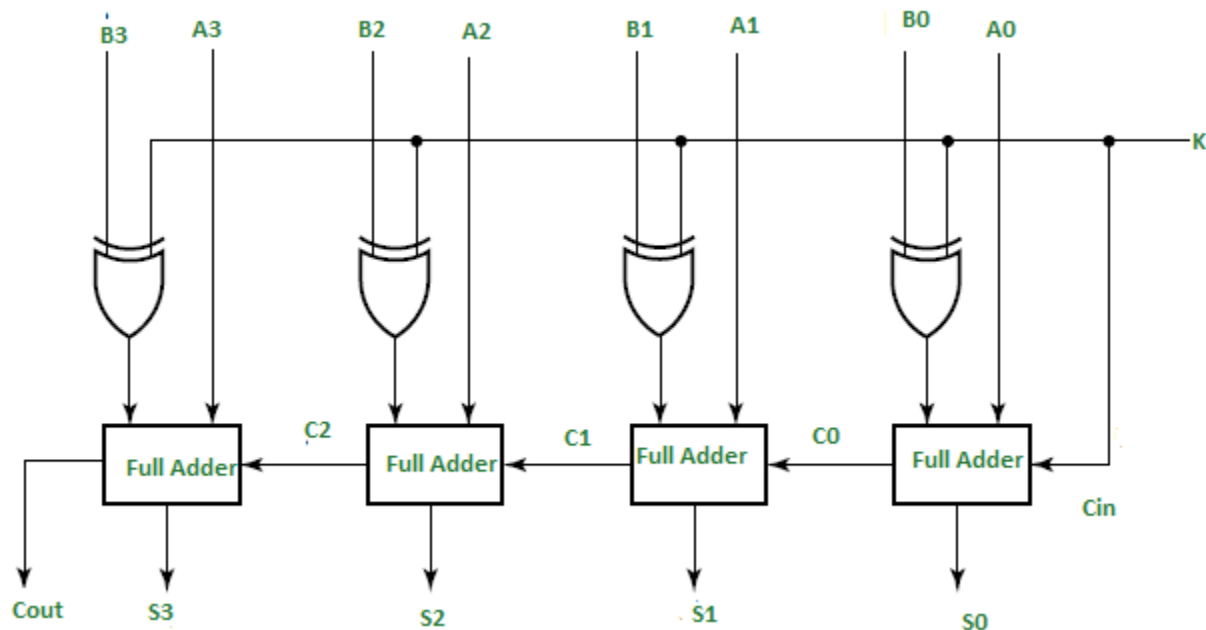 B3 A3 B2 A2 B1 A1 B0 A0
K
Full Adder C2 Full Adder C1 Full Adder C0 Full Adder
Cin
Cout S3 S2 S1 S0